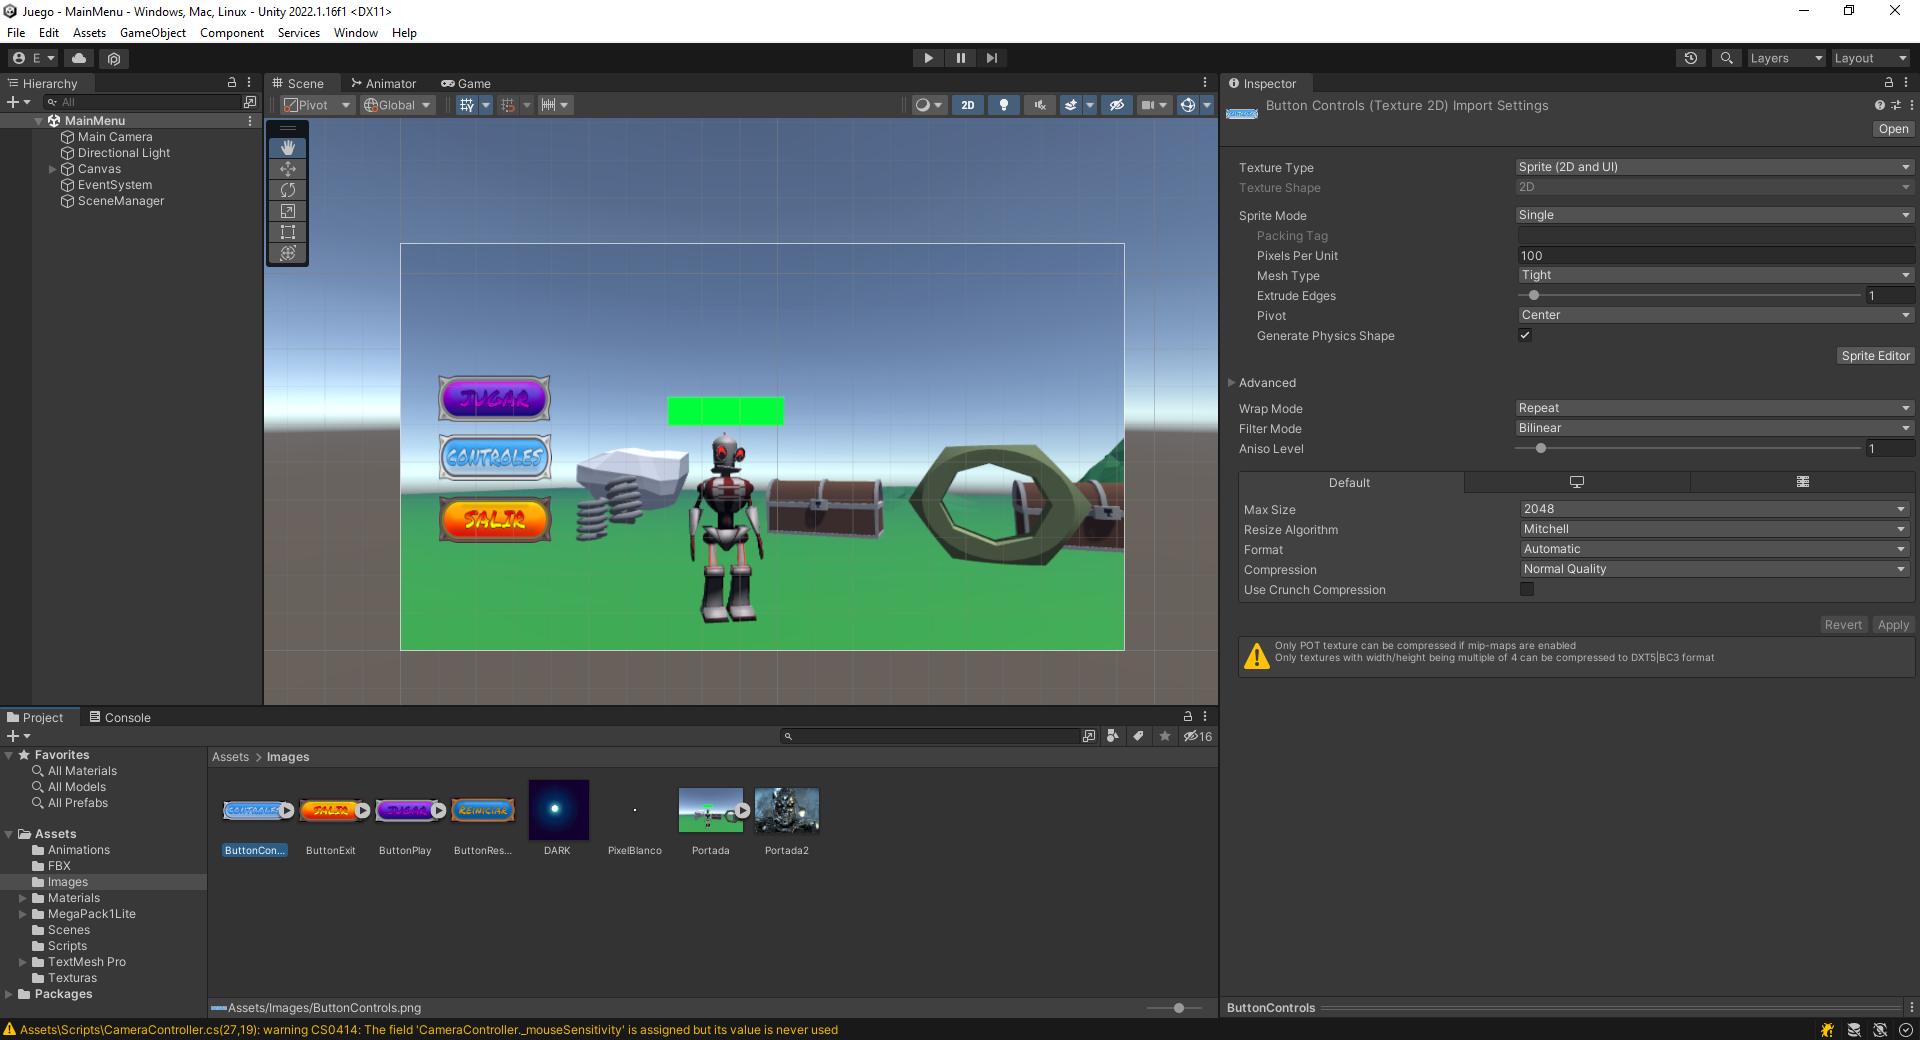 Juego - MainMenu - Windows, Mac, Linux - Unity 2022.1.16f1 <DX11>
File Edit Assets GameObject Component Services Window Help
E
Layers
Layout
Hierarchy
All
MainMenu
Main Camera
Directional Light
Canvas
EventSystem
SceneManager
Scene
Animator
Game
Pivot
Global
2D
JUGAR
CONTROLES
SALIR
Inspector
Button Controls (Texture 2D) Import Settings
Open
Texture Type Sprite (2D and UI)
Texture Shape 2D
Sprite Mode Single
Packing Tag
Pixels Per Unit 100
Mesh Type Tight
Extrude Edges 1
Pivot Center
Generate Physics Shape
Sprite Editor
Advanced
Wrap Mode Repeat
Filter Mode Bilinear
Aniso Level 1
Default
Max Size 2048
Resize Algorithm Mitchell
Format Automatic
Compression Normal Quality
Use Crunch Compression
Revert Apply
Only POT texture can be compressed if mip-maps are enabled
Only textures with width/height being multiple of 4 can be compressed to DXT5|BC3 format
Project
Console
16
Favorites
All Materials
All Models
All Prefabs
Assets
Animations
FBX
Images
Materials
MegaPack1Lite
Scenes
Scripts
TextMesh Pro
Texturas
Packages
Assets > Images
CONTROLES
SALIR
JUGAR
REINICIAR
ButtonCon...
ButtonExit
ButtonPlay
ButtonRes...
DARK
PixelBlanco
Portada
Portada2
Assets/Images/ButtonControls.png
ButtonControls
Assets\Scripts\CameraController.cs(27,19): warning CS0414: The field 'CameraController._mouseSensitivity' is assigned but its value is never used